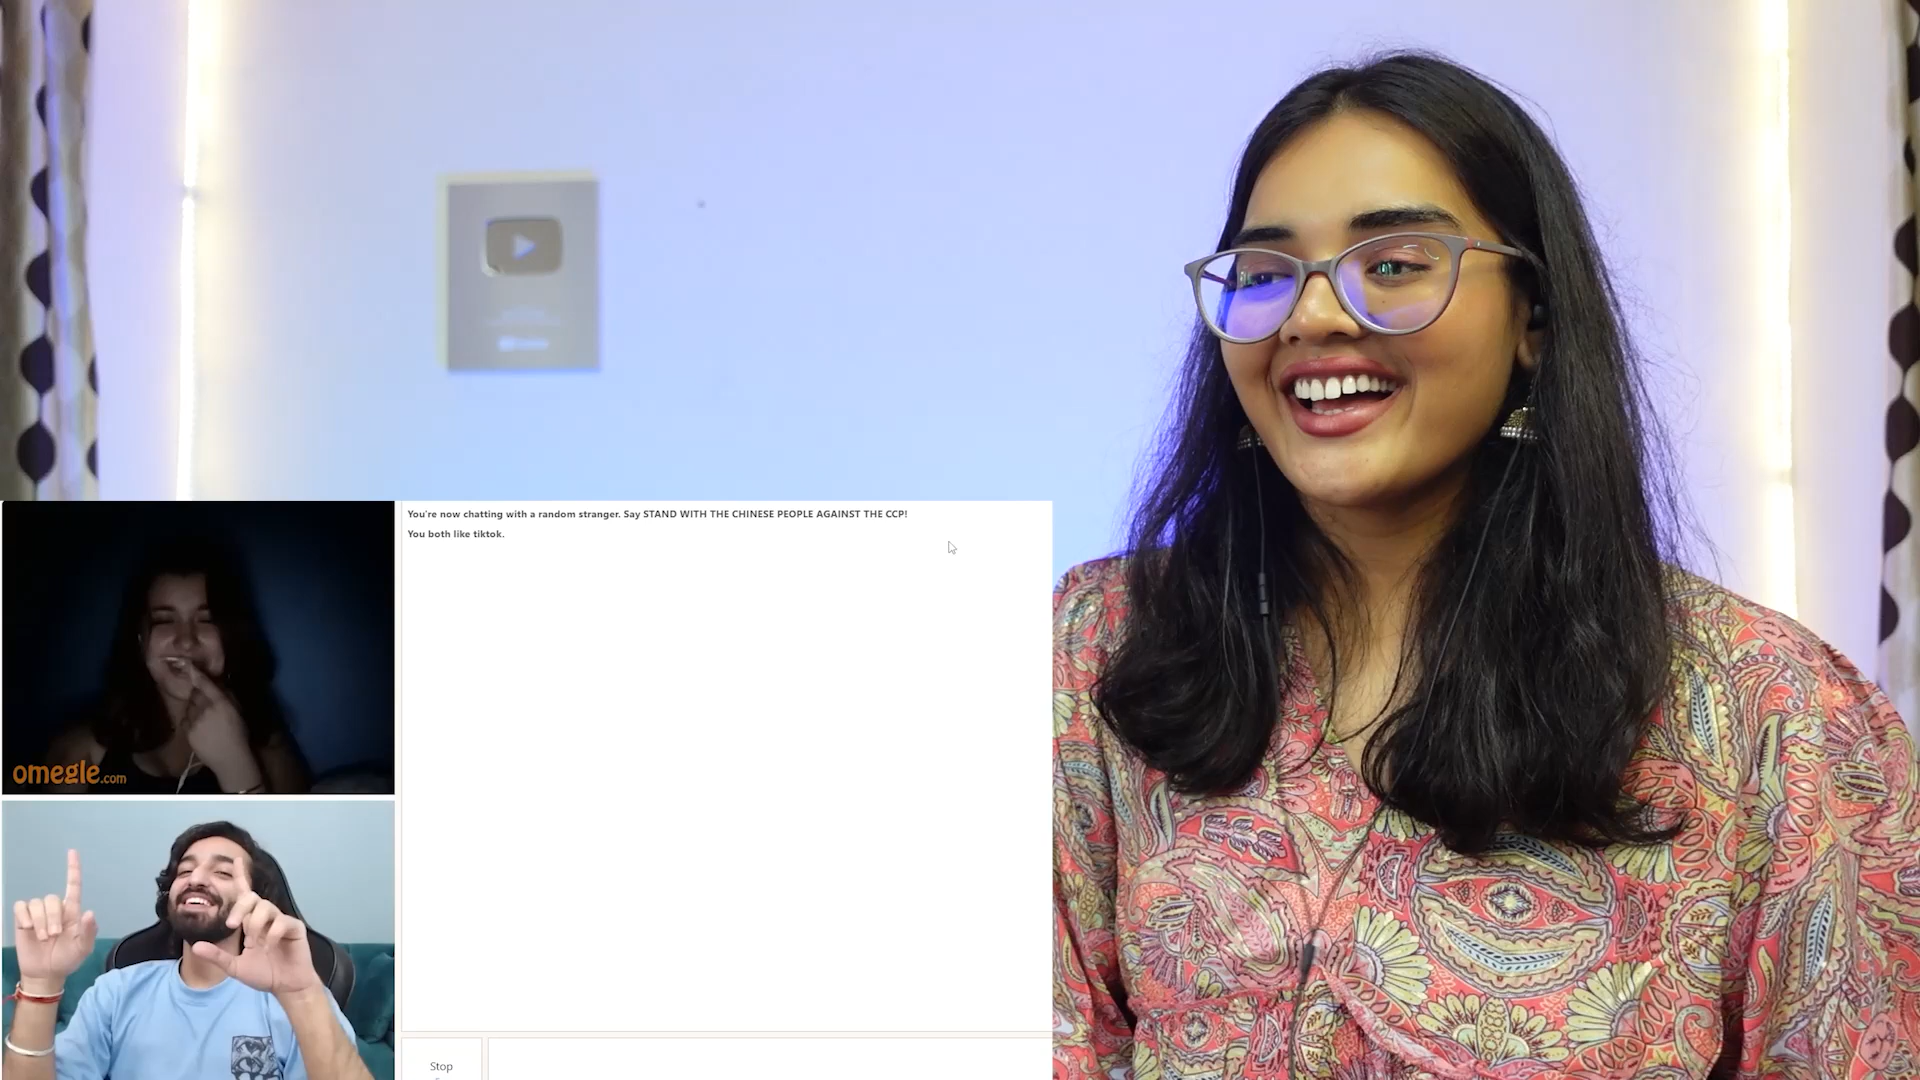 You're now chatting with a random stranger. Say STAND WITH THE CHINESE PEOPLE AGAINST THE CCP!
You both like tiktok.
omegle.com
Stop